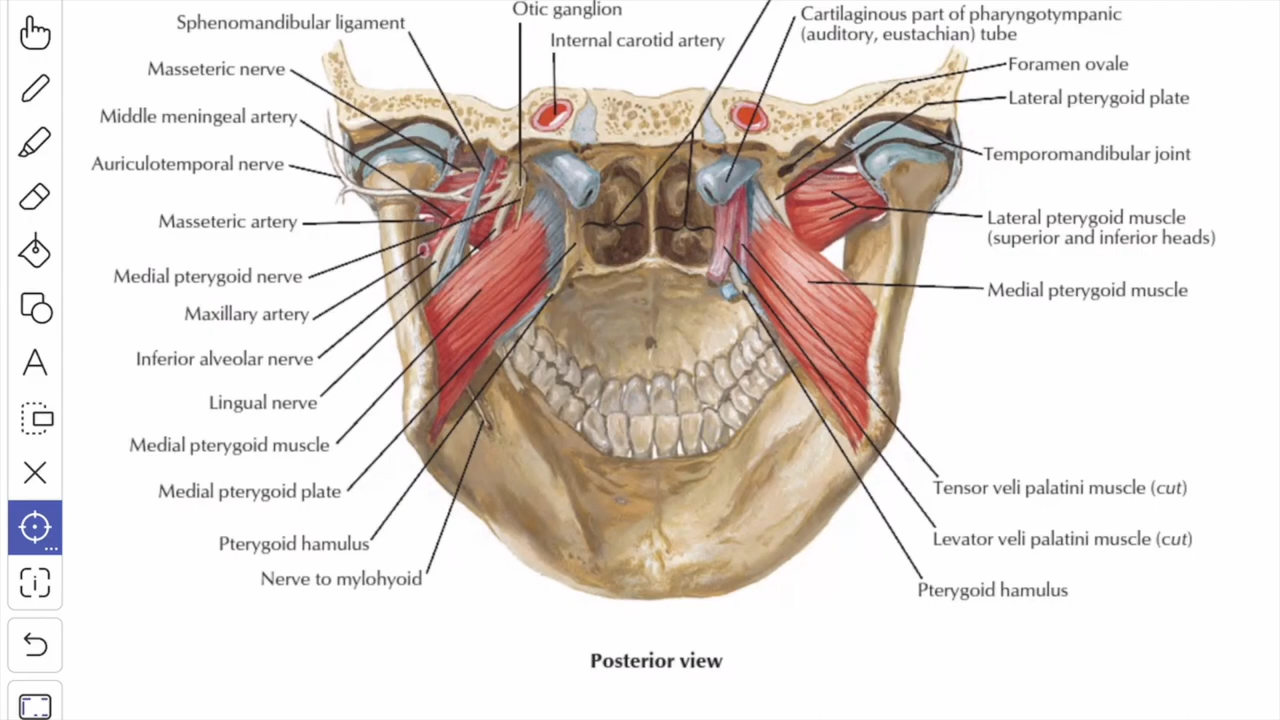 Otic ganglion
Cartilaginous part of pharyngotympanic
(auditory, eustachian) tube
Sphenomandibular ligament
Internal carotid artery
Masseteric nerve
Foramen ovale
Middle meningeal artery
Lateral pterygoid plate
Auriculotemporal nerve
Temporomandibular joint
Masseteric artery
Lateral pterygoid muscle
(superior and inferior heads)
Medial pterygoid nerve
Medial pterygoid muscle
Maxillary artery
Inferior alveolar nerve
Lingual nerve
Medial pterygoid muscle
Medial pterygoid plate
Tensor veli palatini muscle (cut)
Pterygoid hamulus
Levator veli palatini muscle (cut)
Nerve to mylohyoid
Pterygoid hamulus
Posterior view